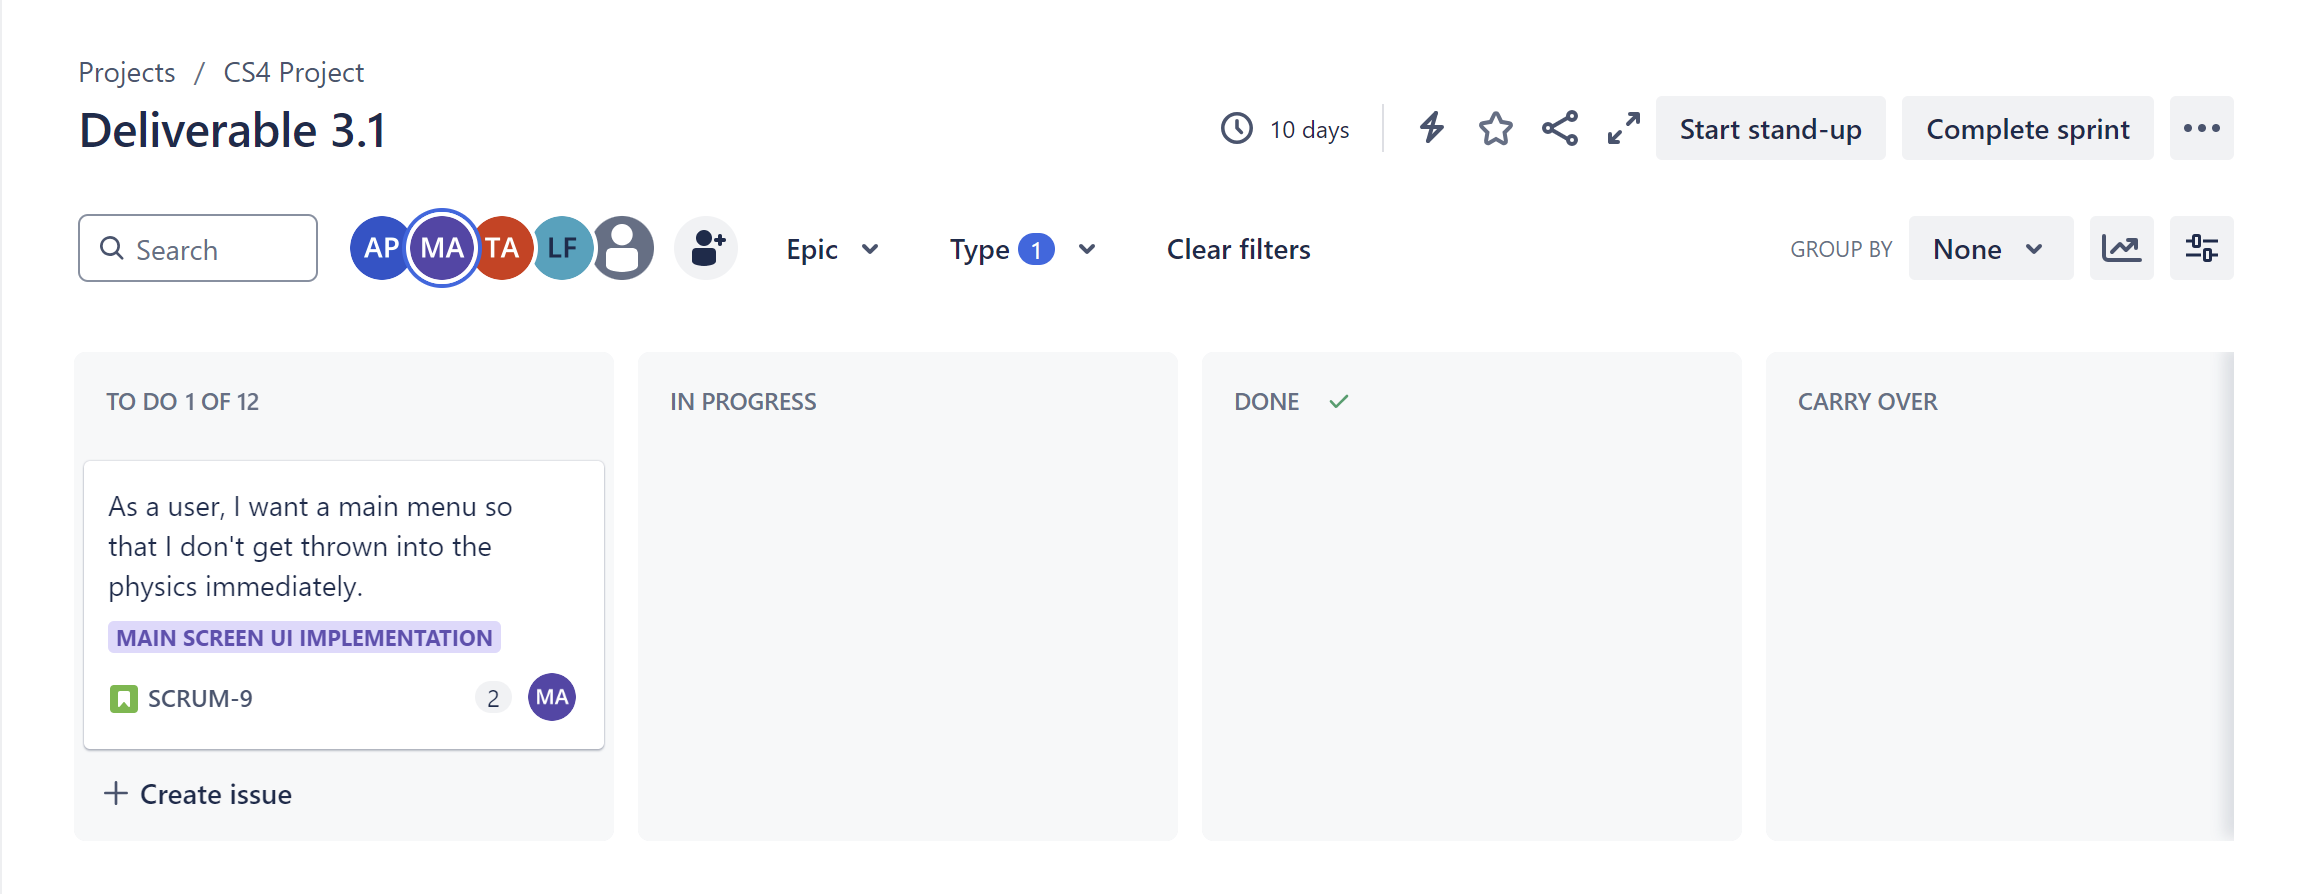 Projects / CS4 Project
Deliverable 3.1
10 days
Start stand-up
Complete sprint
Search
AP MA TA LF
Epic
Type 1
Clear filters
GROUP BY
None
TO DO 1 OF 12
IN PROGRESS
DONE
CARRY OVER
As a user, I want a main menu so
that I don't get thrown into the
physics immediately.
MAIN SCREEN UI IMPLEMENTATION
SCRUM-9
2
MA
Create issue